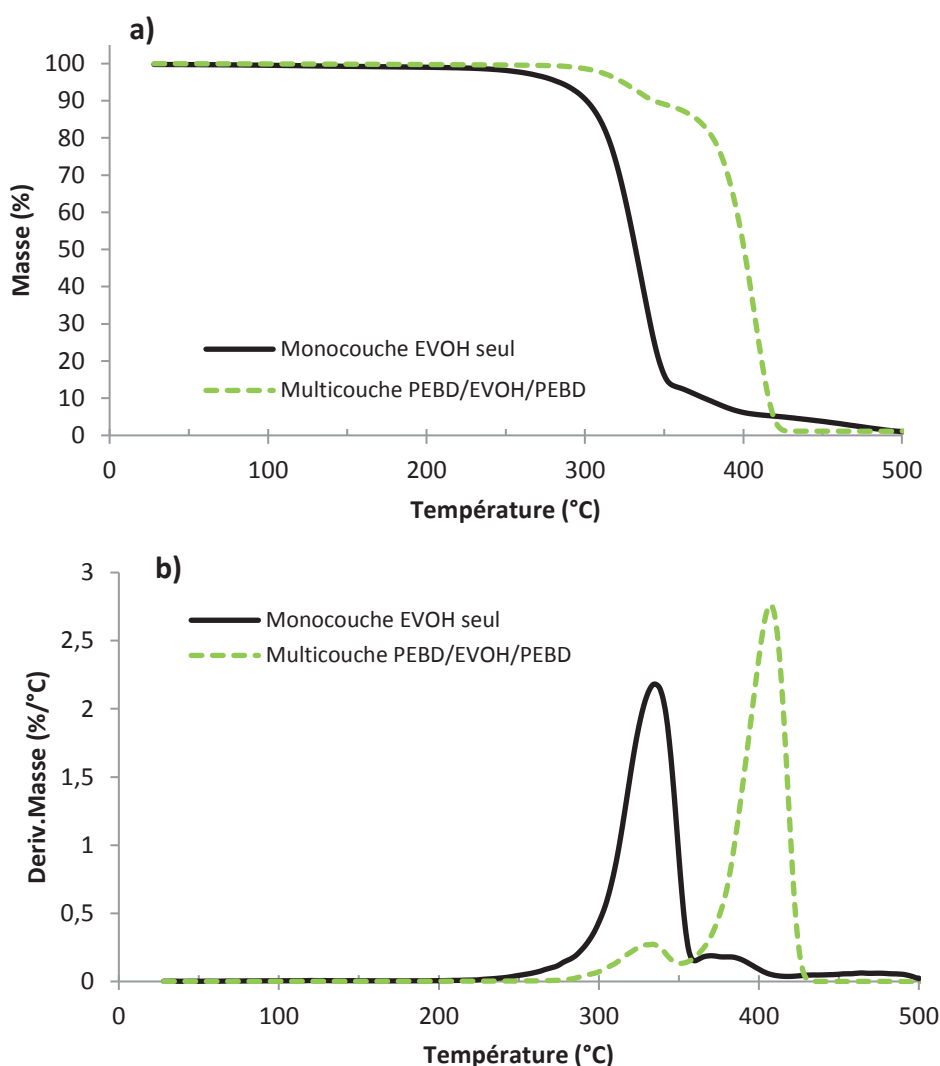 a)
100
90
80
70
60
50
40
30
20
10
0
Masse (%)
Monocouche EVOH seul
Multicouche PEBD/EVOH/PEBD
0 100 200 300 400 500
Température (°C)
b)
3
2,5
2
1,5
1
0,5
0
Deriv.Masse (%/°C)
Monocouche EVOH seul
Multicouche PEBD/EVOH/PEBD
0 100 200 300 400 500
Température (°C)